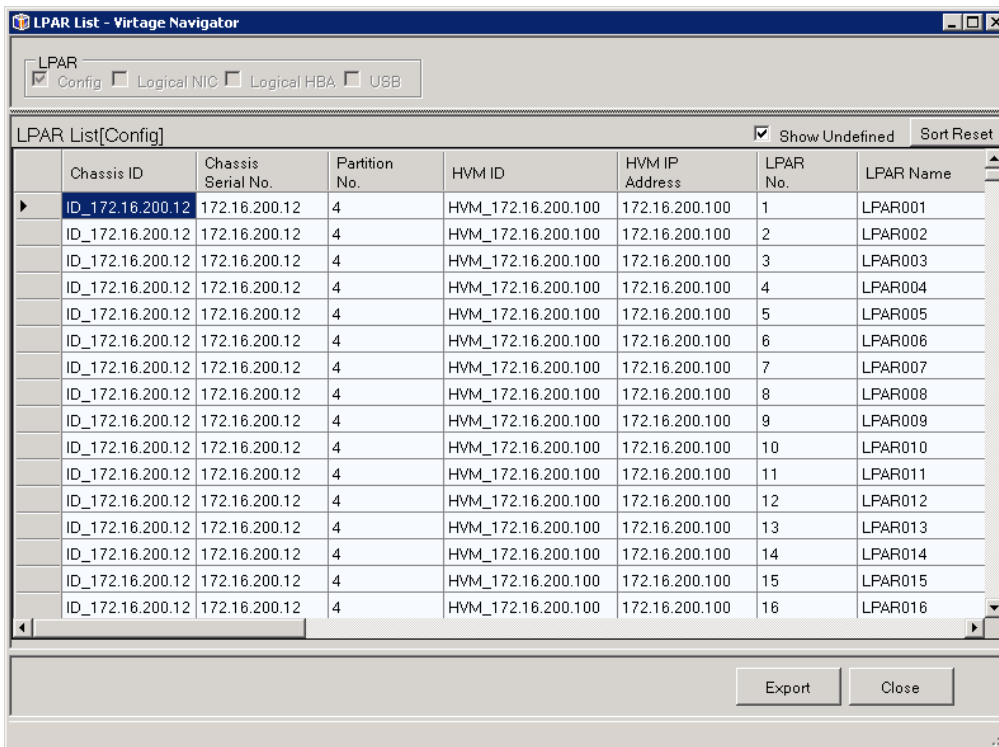 LPAR List - Virtage Navigator
LPAR
Config Logical NIC Logical HBA USB
LPAR List[Config] Show Undefined Sort Reset
Chassis ID Chassis Serial No. Partition No. HVM ID HVM IP Address LPAR No. LPAR Name
ID_172.16.200.12 172.16.200.12 4 HVM_172.16.200.100 172.16.200.100 1 LPAR001
ID_172.16.200.12 172.16.200.12 4 HVM_172.16.200.100 172.16.200.100 2 LPAR002
ID_172.16.200.12 172.16.200.12 4 HVM_172.16.200.100 172.16.200.100 3 LPAR003
ID_172.16.200.12 172.16.200.12 4 HVM_172.16.200.100 172.16.200.100 4 LPAR004
ID_172.16.200.12 172.16.200.12 4 HVM_172.16.200.100 172.16.200.100 5 LPAR005
ID_172.16.200.12 172.16.200.12 4 HVM_172.16.200.100 172.16.200.100 6 LPAR006
ID_172.16.200.12 172.16.200.12 4 HVM_172.16.200.100 172.16.200.100 7 LPAR007
ID_172.16.200.12 172.16.200.12 4 HVM_172.16.200.100 172.16.200.100 8 LPAR008
ID_172.16.200.12 172.16.200.12 4 HVM_172.16.200.100 172.16.200.100 9 LPAR009
ID_172.16.200.12 172.16.200.12 4 HVM_172.16.200.100 172.16.200.100 10 LPAR010
ID_172.16.200.12 172.16.200.12 4 HVM_172.16.200.100 172.16.200.100 11 LPAR011
ID_172.16.200.12 172.16.200.12 4 HVM_172.16.200.100 172.16.200.100 12 LPAR012
ID_172.16.200.12 172.16.200.12 4 HVM_172.16.200.100 172.16.200.100 13 LPAR013
ID_172.16.200.12 172.16.200.12 4 HVM_172.16.200.100 172.16.200.100 14 LPAR014
ID_172.16.200.12 172.16.200.12 4 HVM_172.16.200.100 172.16.200.100 15 LPAR015
ID_172.16.200.12 172.16.200.12 4 HVM_172.16.200.100 172.16.200.100 16 LPAR016
Export Close